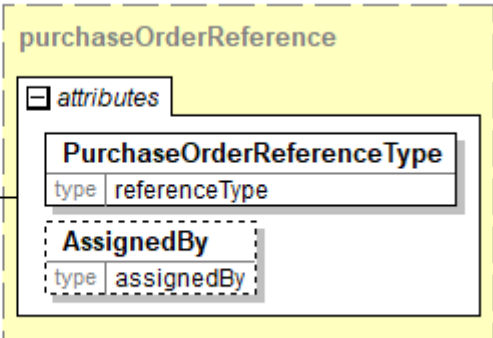 purchaseOrderReference
attributes
PurchaseOrderReferenceType
type referenceType
AssignedBy
type assignedBy